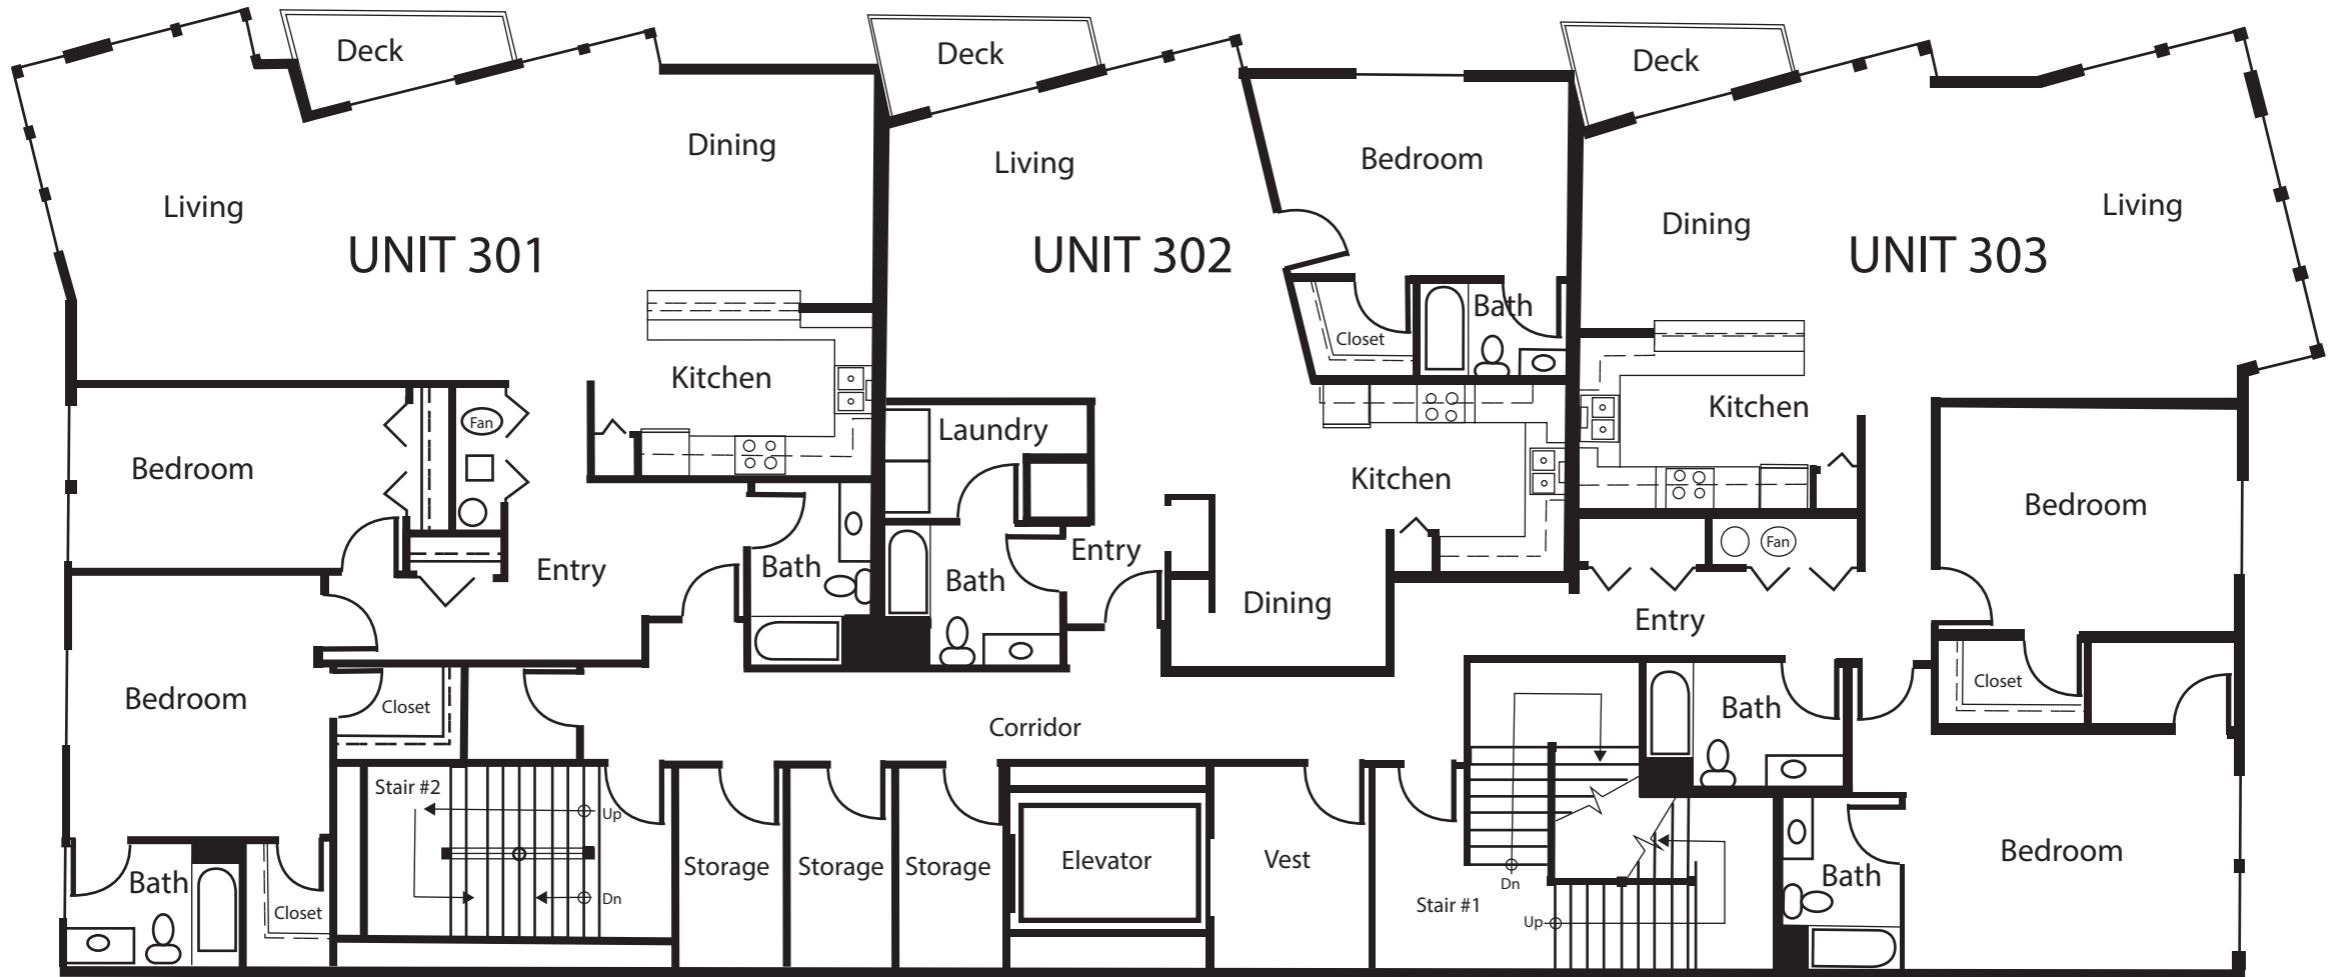 Deck
Deck
Deck
Dining
Living
Bedroom
Living
Living
Dining
UNIT 301
UNIT 302
UNIT 303
Bath
Closet
Kitchen
Kitchen
Fan
Laundry
Bedroom
Kitchen
Bedroom
Fan
Entry
Entry
Bath
Bath
Dining
Entry
Bedroom
Closet
Closet
Bath
Corridor
Stair #2
Up
Storage
Storage
Storage
Elevator
Vest
Bedroom
Bath
Dn
Dn
Bath
Closet
Stair #1
Up